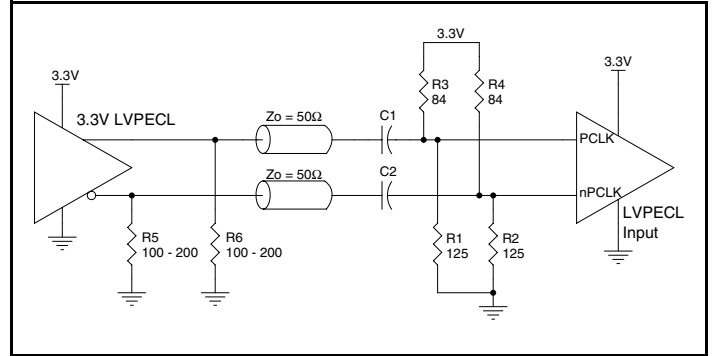 3.3V
3.3V LVPECL
R5
100 - 200
R6
100 - 200
Zo = 50Ω
Zo = 50Ω
C1
C2
3.3V
R3
84
R4
84
R1
125
R2
125
3.3V
PCLK
nPCLK
LVPECL
Input